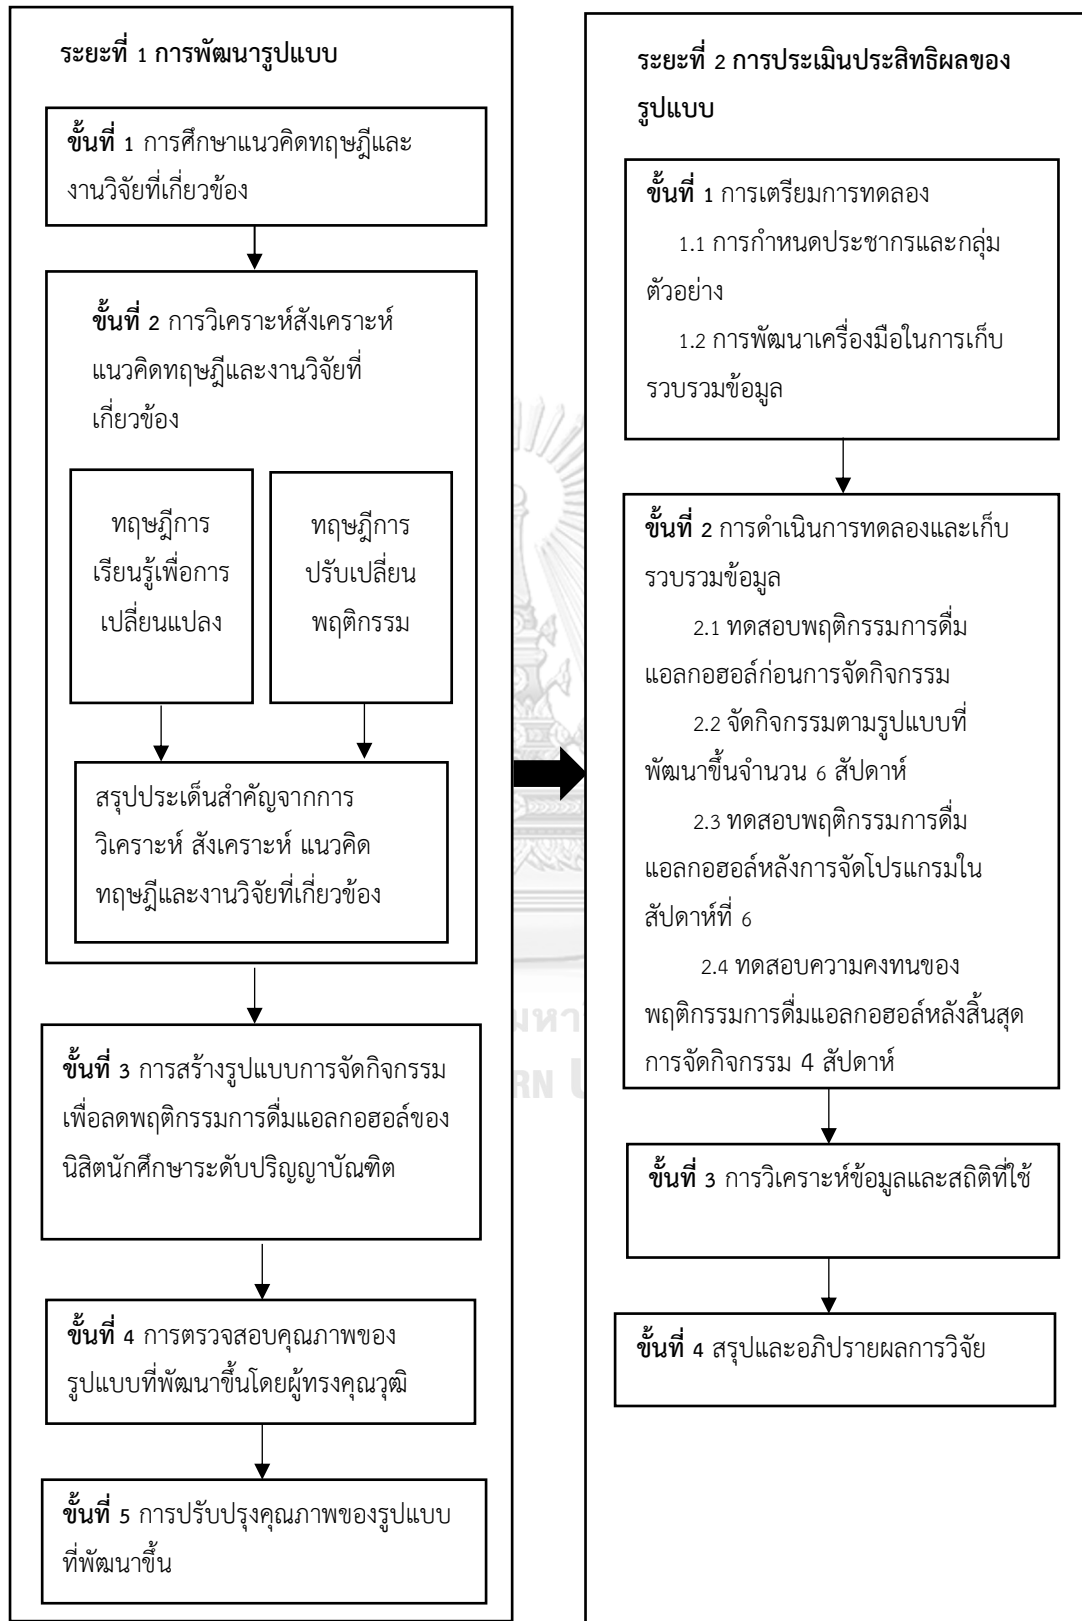 ระยะที่ 1 การพัฒนารูปแบบ
ขั้นที่ 1 การศึกษาแนวคิดทฤษฎีและ
งานวิจัยที่เกี่ยวข้อง
ขั้นที่ 2 การวิเคราะห์สังเคราะห์
แนวคิดทฤษฎีและงานวิจัยที่
เกี่ยวข้อง
ทฤษฎีการ
เรียนรู้เพื่อการ
เปลี่ยนแปลง
ทฤษฎีการ
ปรับเปลี่ยน
พฤติกรรม
สรุปประเด็นสำคัญจากการ
วิเคราะห์ สังเคราะห์ แนวคิด
ทฤษฎีและงานวิจัยที่เกี่ยวข้อง
ขั้นที่ 3 การสร้างรูปแบบการจัดกิจกรรม
เพื่อลดพฤติกรรมการดื่มแอลกอฮอล์ของ
นิสิตนักศึกษาระดับปริญญาบัณฑิต
ขั้นที่ 4 การตรวจสอบคุณภาพของ
รูปแบบที่พัฒนาขึ้นโดยผู้ทรงคุณวุฒิ
ขั้นที่ 5 การปรับปรุงคุณภาพของรูปแบบ
ที่พัฒนาขึ้น
ระยะที่ 2 การประเมินประสิทธิผลของ
รูปแบบ
ขั้นที่ 1 การเตรียมการทดลอง
1.1 การกำหนดประชากรและกลุ่ม
ตัวอย่าง
1.2 การพัฒนาเครื่องมือในการเก็บ
รวบรวมข้อมูล
ขั้นที่ 2 การดำเนินการทดลองและเก็บ
รวบรวมข้อมูล
2.1 ทดสอบพฤติกรรมการดื่ม
แอลกอฮอล์ก่อนการจัดกิจกรรม
2.2 จัดกิจกรรมตามรูปแบบที่
พัฒนาขึ้นจำนวน 6 สัปดาห์
2.3 ทดสอบพฤติกรรมการดื่ม
แอลกอฮอล์หลังการจัดโปรแกรมใน
สัปดาห์ที่ 6
2.4 ทดสอบความคงทนของ
พฤติกรรมการดื่มแอลกอฮอล์หลังสิ้นสุด
การจัดกิจกรรม 4 สัปดาห์
ขั้นที่ 3 การวิเคราะห์ข้อมูลและสถิติที่ใช้
ขั้นที่ 4 สรุปและอภิปรายผลการวิจัย
มหา
RN U